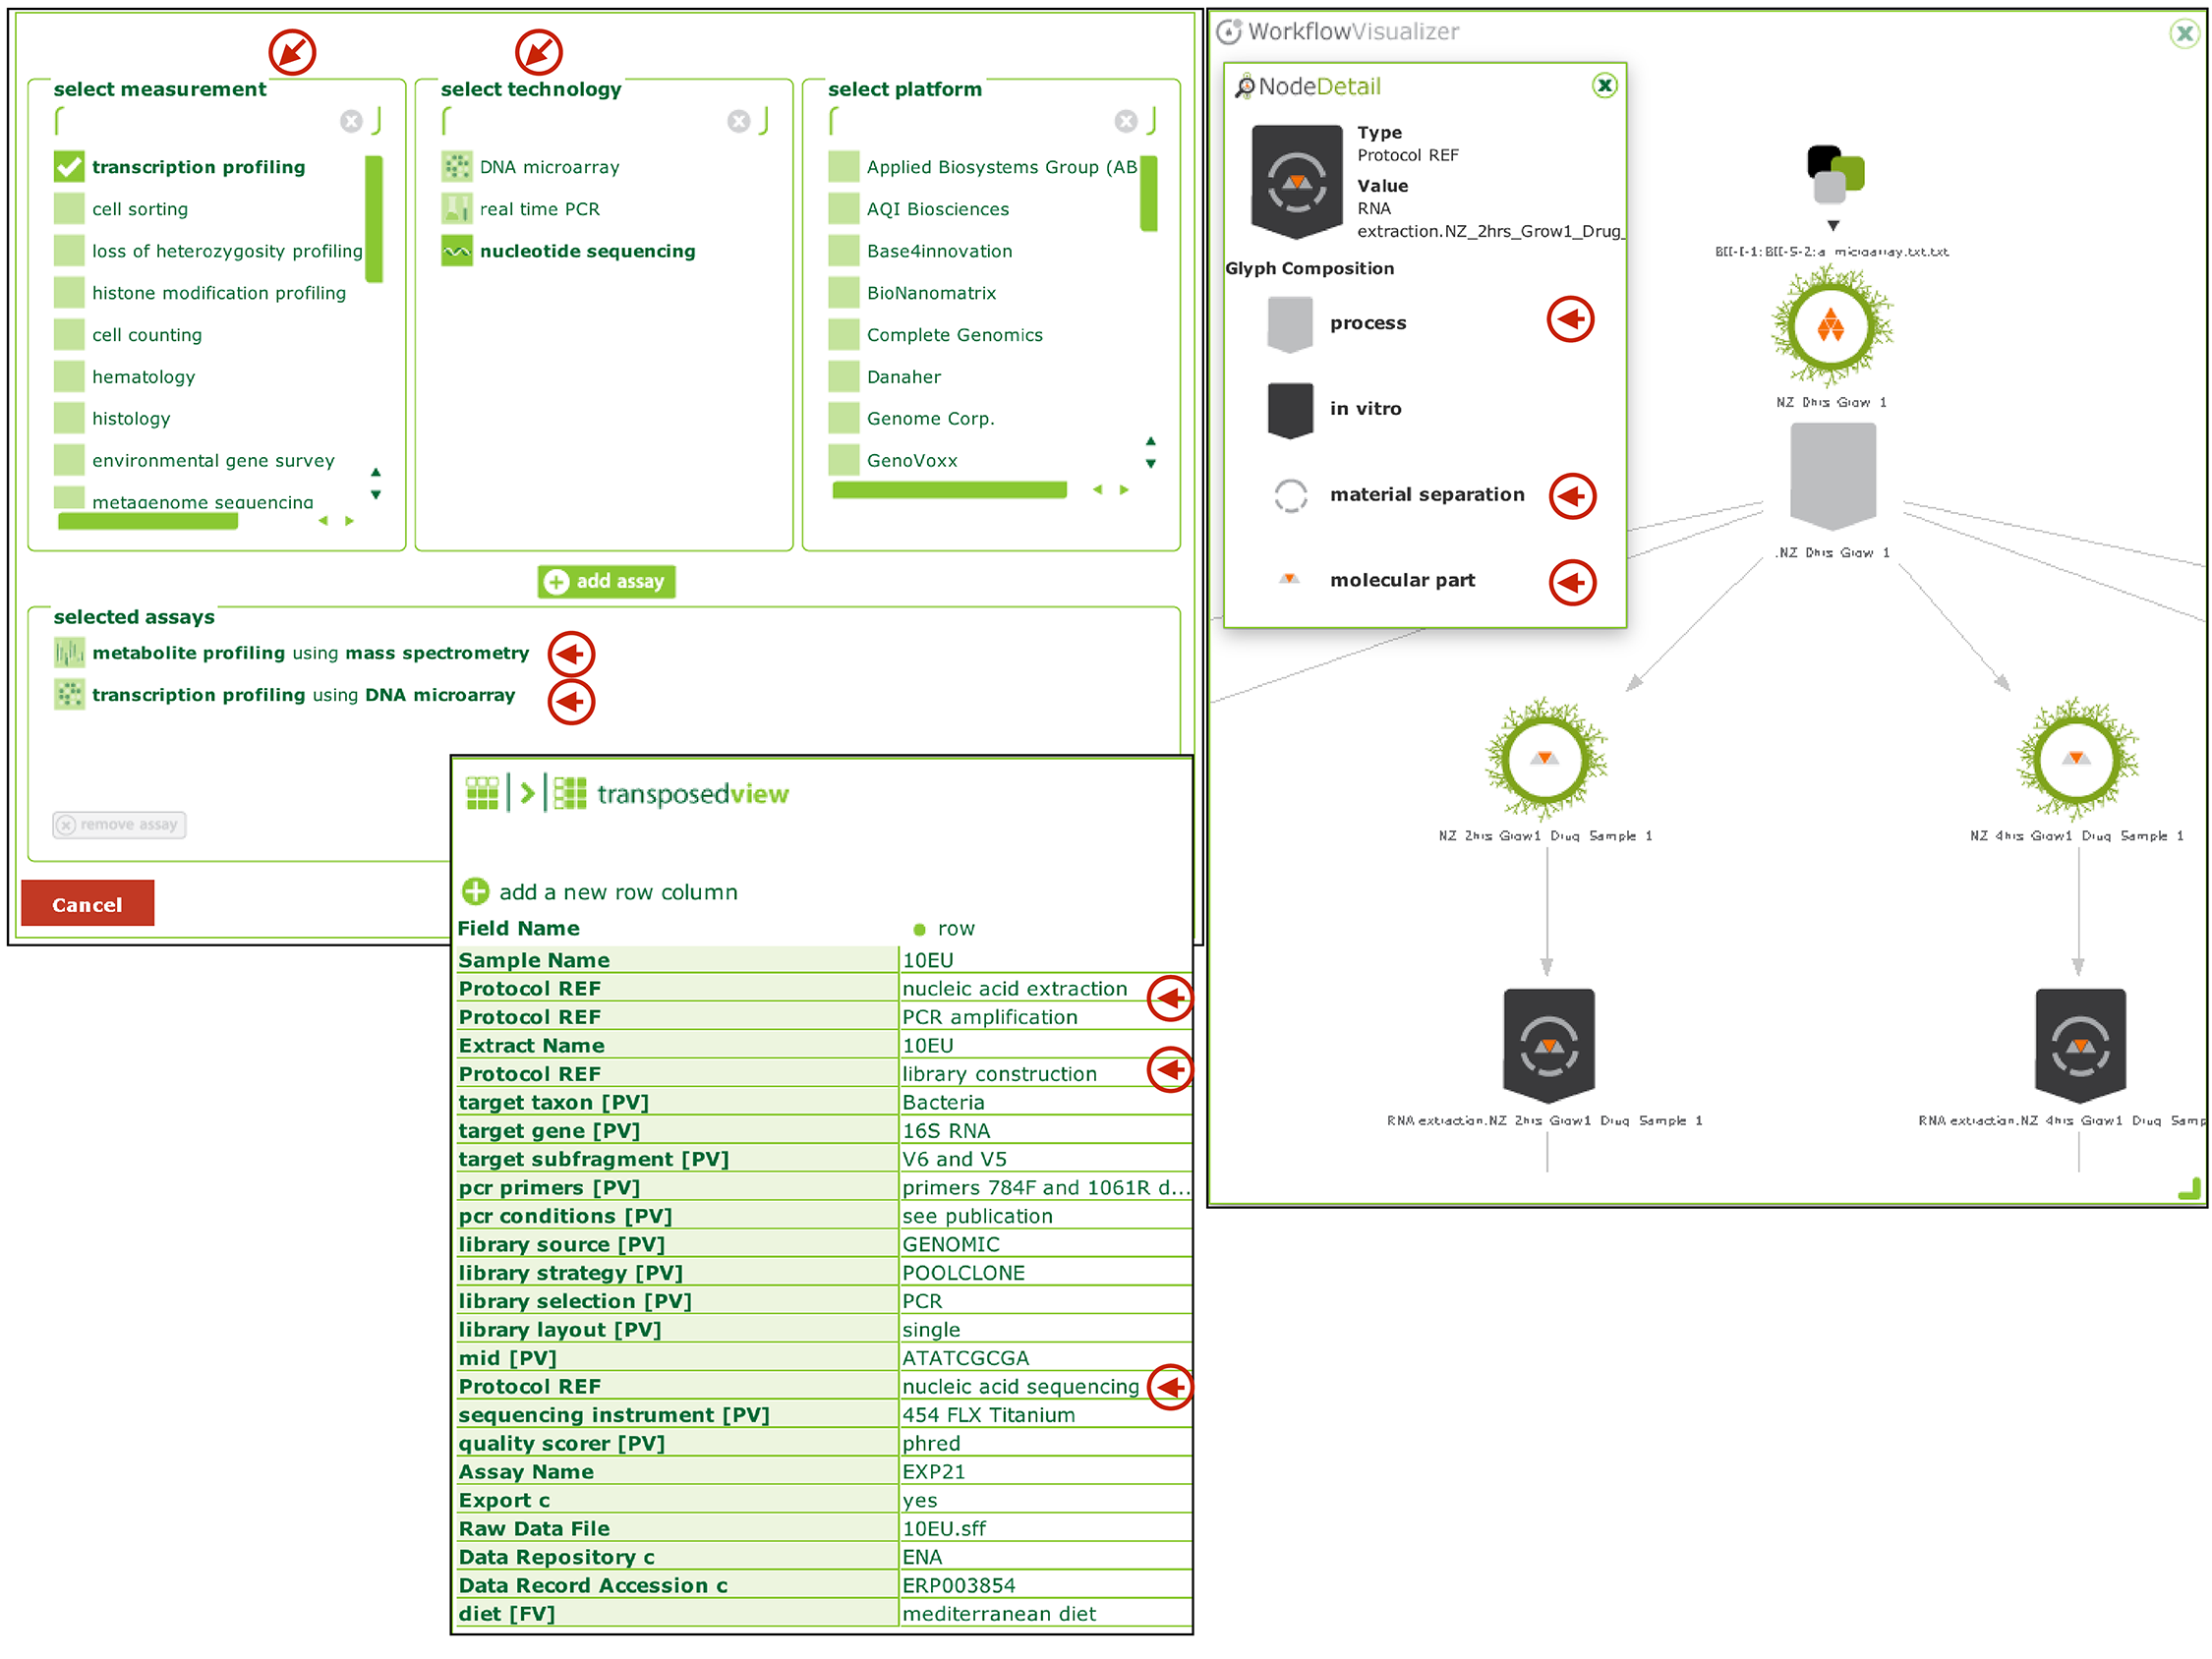 select measurement
transcription profiling
cell sorting
loss of heterozygosity profiling
histone modification profiling
cell counting
hematology
histology
environmental gene survey
metagenome sequencing
select technology
DNA microarray
real time PCR
nucleotide sequencing
select platform
Applied Biosystems Group (AB
AQI Biosciences
Base4innovation
BioNanomatrix
Complete Genomics
Danaher
Genome Corp.
GenoVoxx
add assay
selected assays
metabolite profiling using mass spectrometry
transcription profiling using DNA microarray
remove assay
Cancel
transposedview
add a new row column
Field Name row
Sample Name 10EU
Protocol REF nucleic acid extraction
Protocol REF PCR amplification
Extract Name 10EU
Protocol REF library construction
target taxon [PV] Bacteria
target gene [PV] 16S RNA
target subfragment [PV] V6 and V5
pcr primers [PV] primers 784F and 1061R d...
pcr conditions [PV] see publication
library source [PV] GENOMIC
library strategy [PV] POOLCLONE
library selection [PV] PCR
library layout [PV] single
mid [PV] ATATCGCGA
Protocol REF nucleic acid sequencing
sequencing instrument [PV] 454 FLX Titanium
quality scorer [PV] phred
Assay Name EXP21
Export c yes
Raw Data File 10EU.sff
Data Repository c ENA
Data Record Accession c ERP003854
diet [FV] mediterranean diet
WorkflowVisualizer
NodeDetail
Type
Protocol REF
Value
RNA
extraction.NZ_2hrs_Grow1_Drug_
Glyph Composition
process
in vitro
material separation
molecular part
BII-I-1:BII-S-2:a microarray.txt.txt
NZ 0hrs Grow 1
.NZ 0hrs Grow 1
NZ 2hrs Grow1 Drug Sample 1
NZ 4hrs Grow1 Drug Sample 1
RNA extraction.NZ 2hrs Grow1 Drug Sample 1
RNA extraction.NZ 4hrs Grow1 Drug Samp